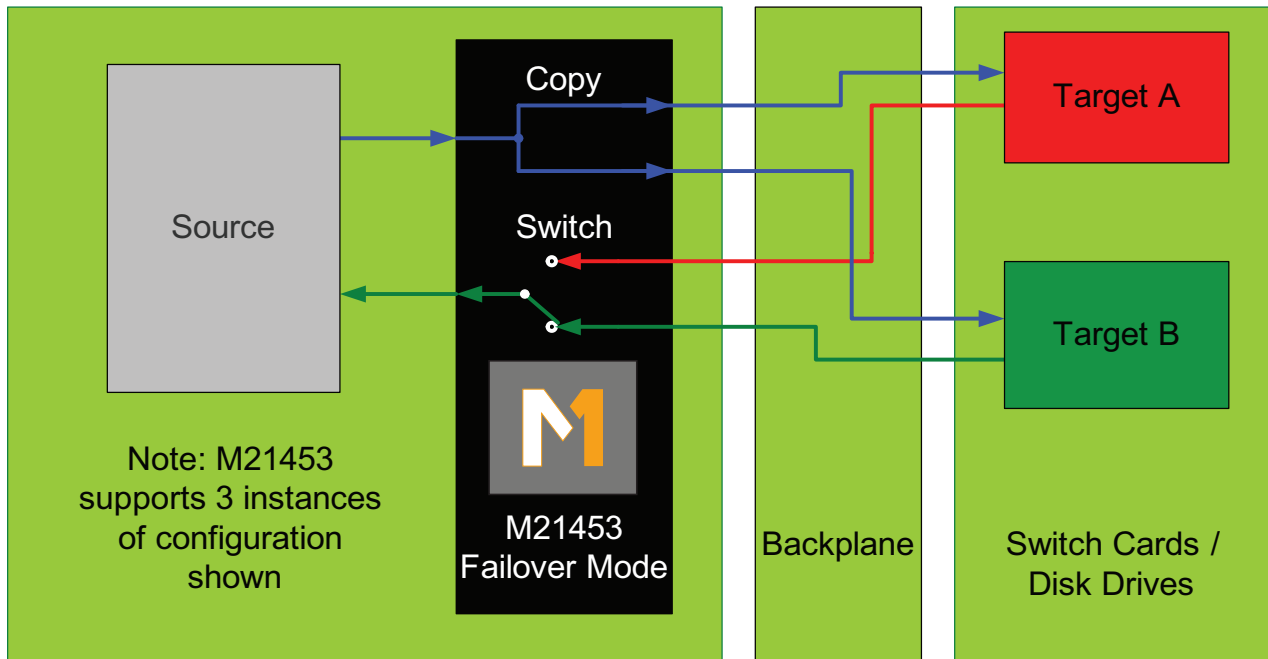 Copy
Target A
Source
Switch
Target B
Note: M21453
supports 3 instances
of configuration
shown
M1
M21453
Failover Mode
Backplane
Switch Cards /
Disk Drives